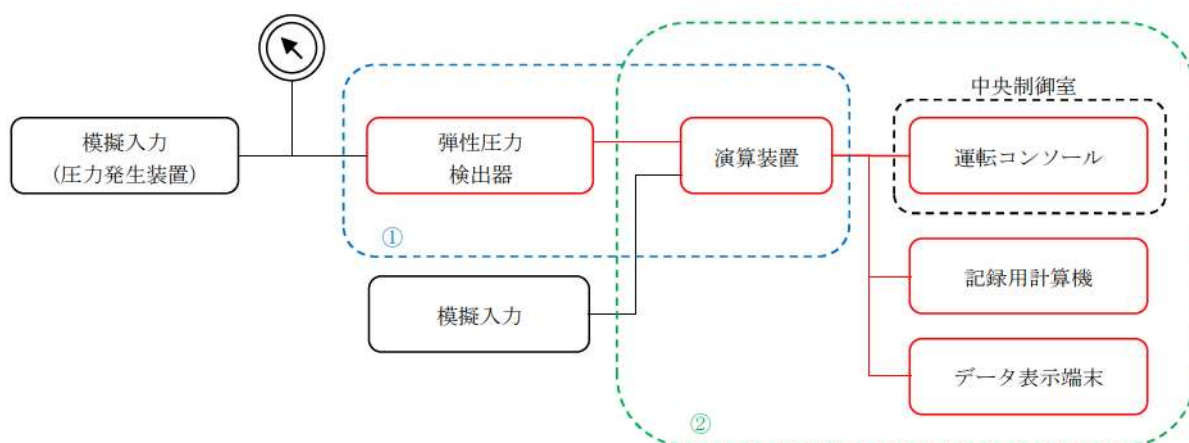 中央制御室
模擬入力
(圧力発生装置)
弾性圧力
検出器
演算装置
運転コンソール
①
模擬入力
記録用計算機
データ表示端末
②